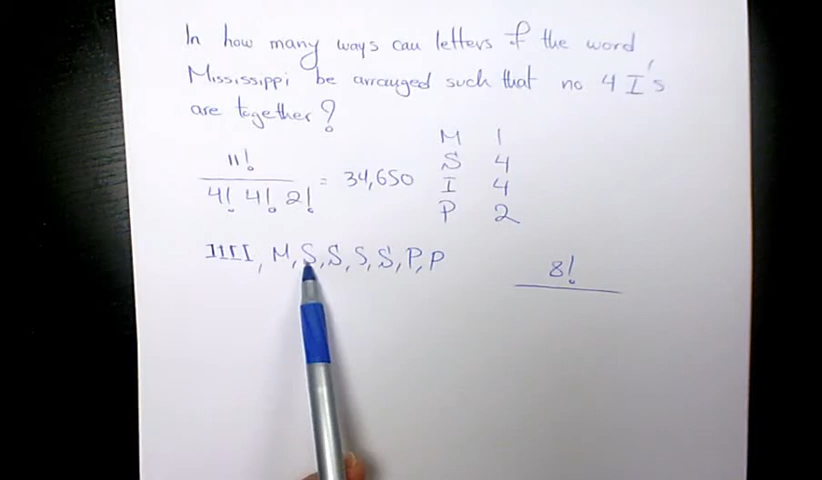 In how many ways can letters of the word,
Mississippi be arranged such that no 4 I's
are together?
11! / 4! 4! 2! = 34,650
M 1
S 4
I 4
P 2
IIII, M, S, S, S, S, P, P
8!